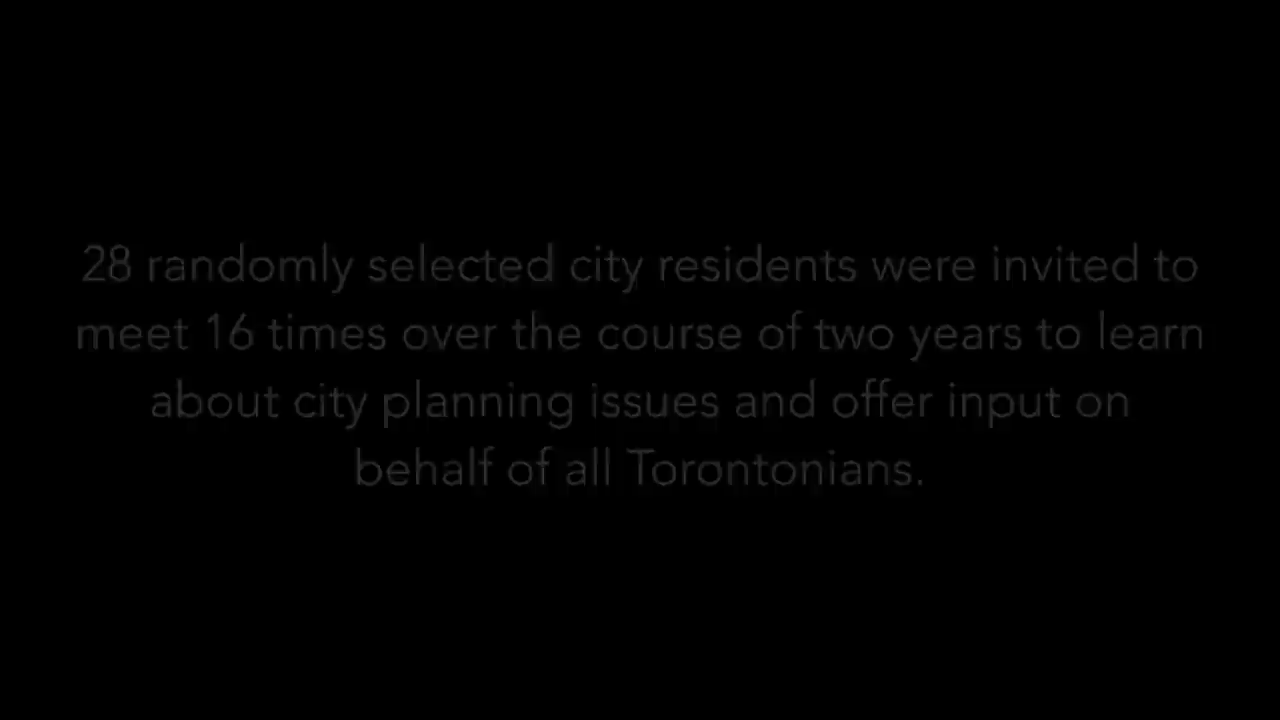 28 randomly selected city residents were invited to
meet 16 times over the course of two years to learn
about city planning issues and offer input on
behalf of all Torontonians.